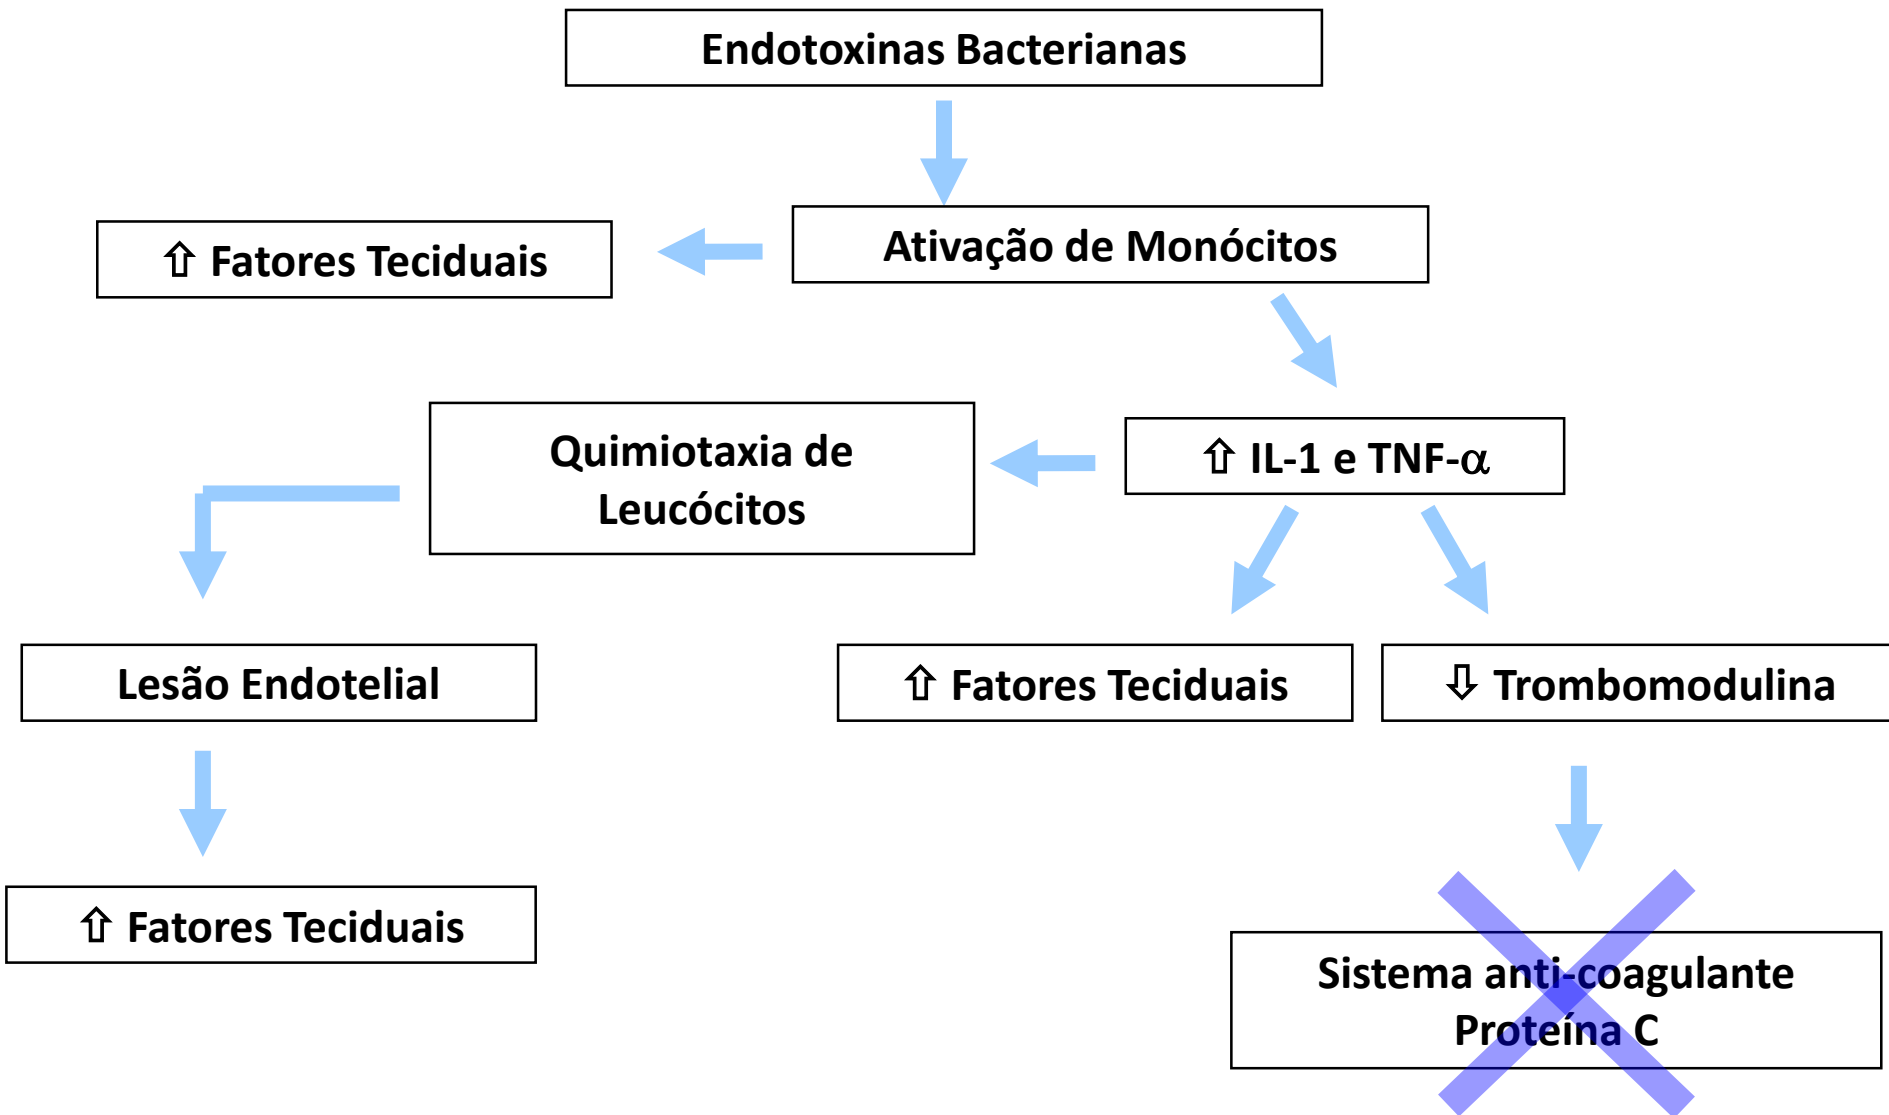 Endotoxinas Bacterianas
Ativação de Monócitos
⇧ Fatores Teciduais
⇧ IL-1 e TNF-α
Quimiotaxia de
Leucócitos
Lesão Endotelial
⇧ Fatores Teciduais
⇩ Trombomodulina
⇧ Fatores Teciduais
Sistema anti-coagulante
Proteína C